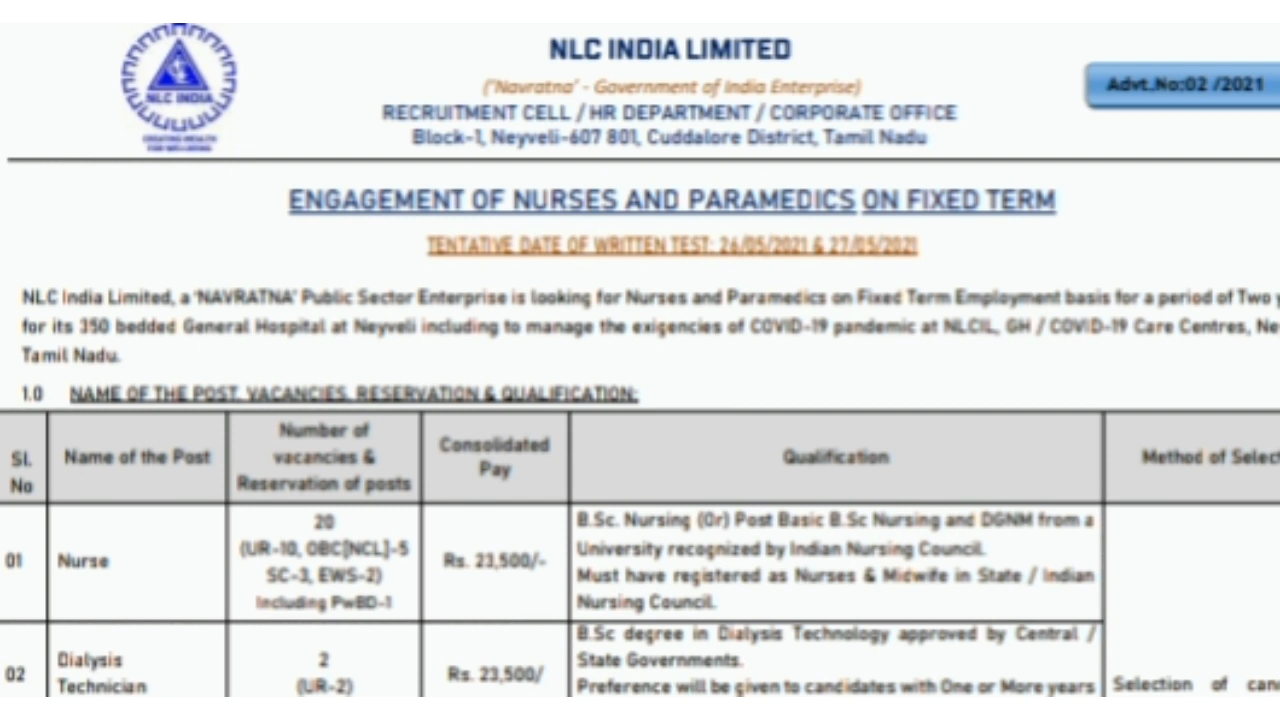 NLC INDIA LIMITED
('Navratna' - Government of India Enterprise)
Advt.No:02 /2021
RECRUITMENT CELL / HR DEPARTMENT / CORPORATE OFFICE
Block-1, Neyveli-607 801, Cuddalore District, Tamil Nadu
NLC INDIA
CREATING WEALTH
FOR WELLBEING
ENGAGEMENT OF NURSES AND PARAMEDICS ON FIXED TERM
TENTATIVE DATE OF WRITTEN TEST: 26/05/2021 & 27/05/2021
NLC India Limited, a 'NAVRATNA' Public Sector Enterprise is looking for Nurses and Paramedics on Fixed Term Employment basis for a period of Two y
for its 350 bedded General Hospital at Neyveli including to manage the exigencies of COVID-19 pandemic at NLCIL, GH / COVID-19 Care Centres, Ne
Tamil Nadu.
1.0 NAME OF THE POST, VACANCIES, RESERVATION & QUALIFICATION:
Sl.
No
Name of the Post
Number of
vacancies &
Reservation of posts
Consolidated
Pay
Qualification
Method of Select
01
Nurse
20
(UR-10, OBC[NCL]-5
SC-3, EWS-2)
Including PwBD-1
Rs. 23,500/-
B.Sc. Nursing (Or) Post Basic B.Sc Nursing and DGNM from a
University recognized by Indian Nursing Council.
Must have registered as Nurses & Midwife in State / Indian
Nursing Council.
02
Dialysis
Technician
2
(UR-2)
Rs. 23,500/
B.Sc degree in Dialysis Technology approved by Central /
State Governments.
Preference will be given to candidates with One or More years
Selection of can